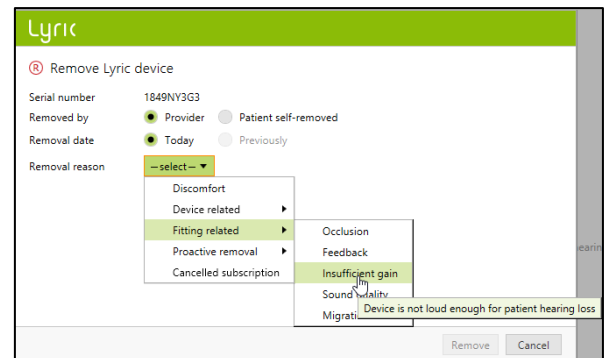 Lyric
R Remove Lyric device
Serial number 1849NY3G3
Removed by Provider Patient self-removed
Removal date Today Previously
Removal reason —select—
Discomfort
Device related
Fitting related
Proactive removal
Cancelled subscription
Occlusion
Feedback
Insufficient gain
Sound
Device is not loud enough for patient hearing loss
Remove Cancel